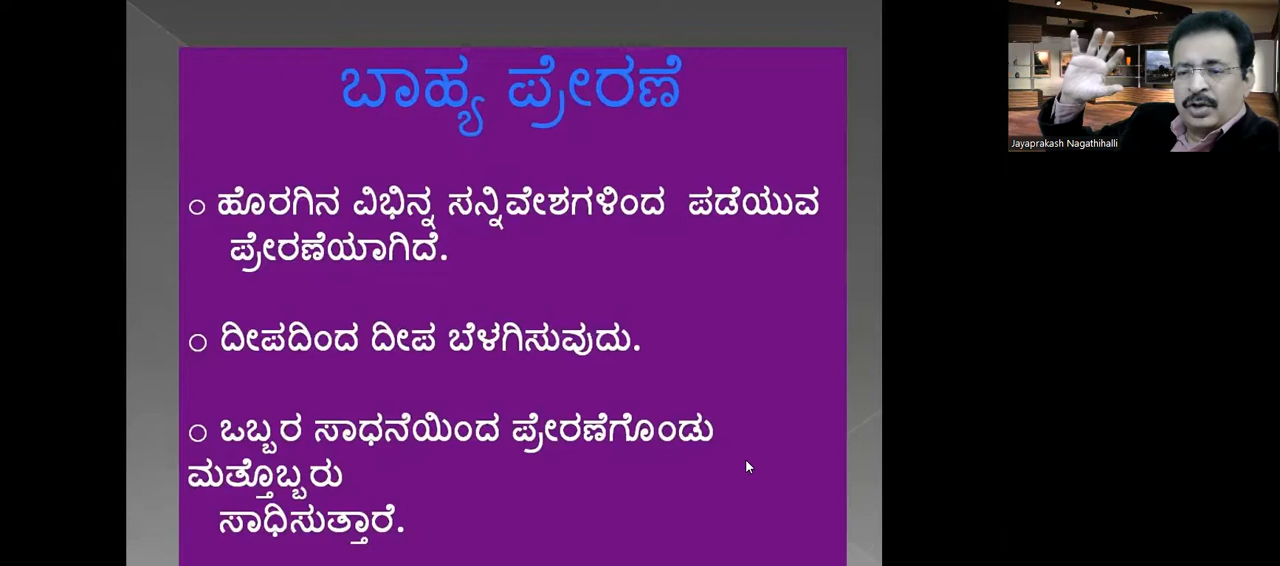 ಬಾಹ್ಯ ಪ್ರೇರಣೆ
Jayaprakash Nagathihalli
ಹೊರಗಿನ ವಿಭಿನ್ನ ಸನ್ನಿವೇಶಗಳಿಂದ ಪಡೆಯುವ
ಪ್ರೇರಣೆಯಾಗಿದೆ.
ದೀಪದಿಂದ ದೀಪ ಬೆಳಗಿಸುವುದು.
ಒಬ್ಬರ ಸಾಧನೆಯಿಂದ ಪ್ರೇರಣೆಗೊಂಡು
ಮತ್ತೊಬ್ಬರು
ಸಾಧಿಸುತ್ತಾರೆ.